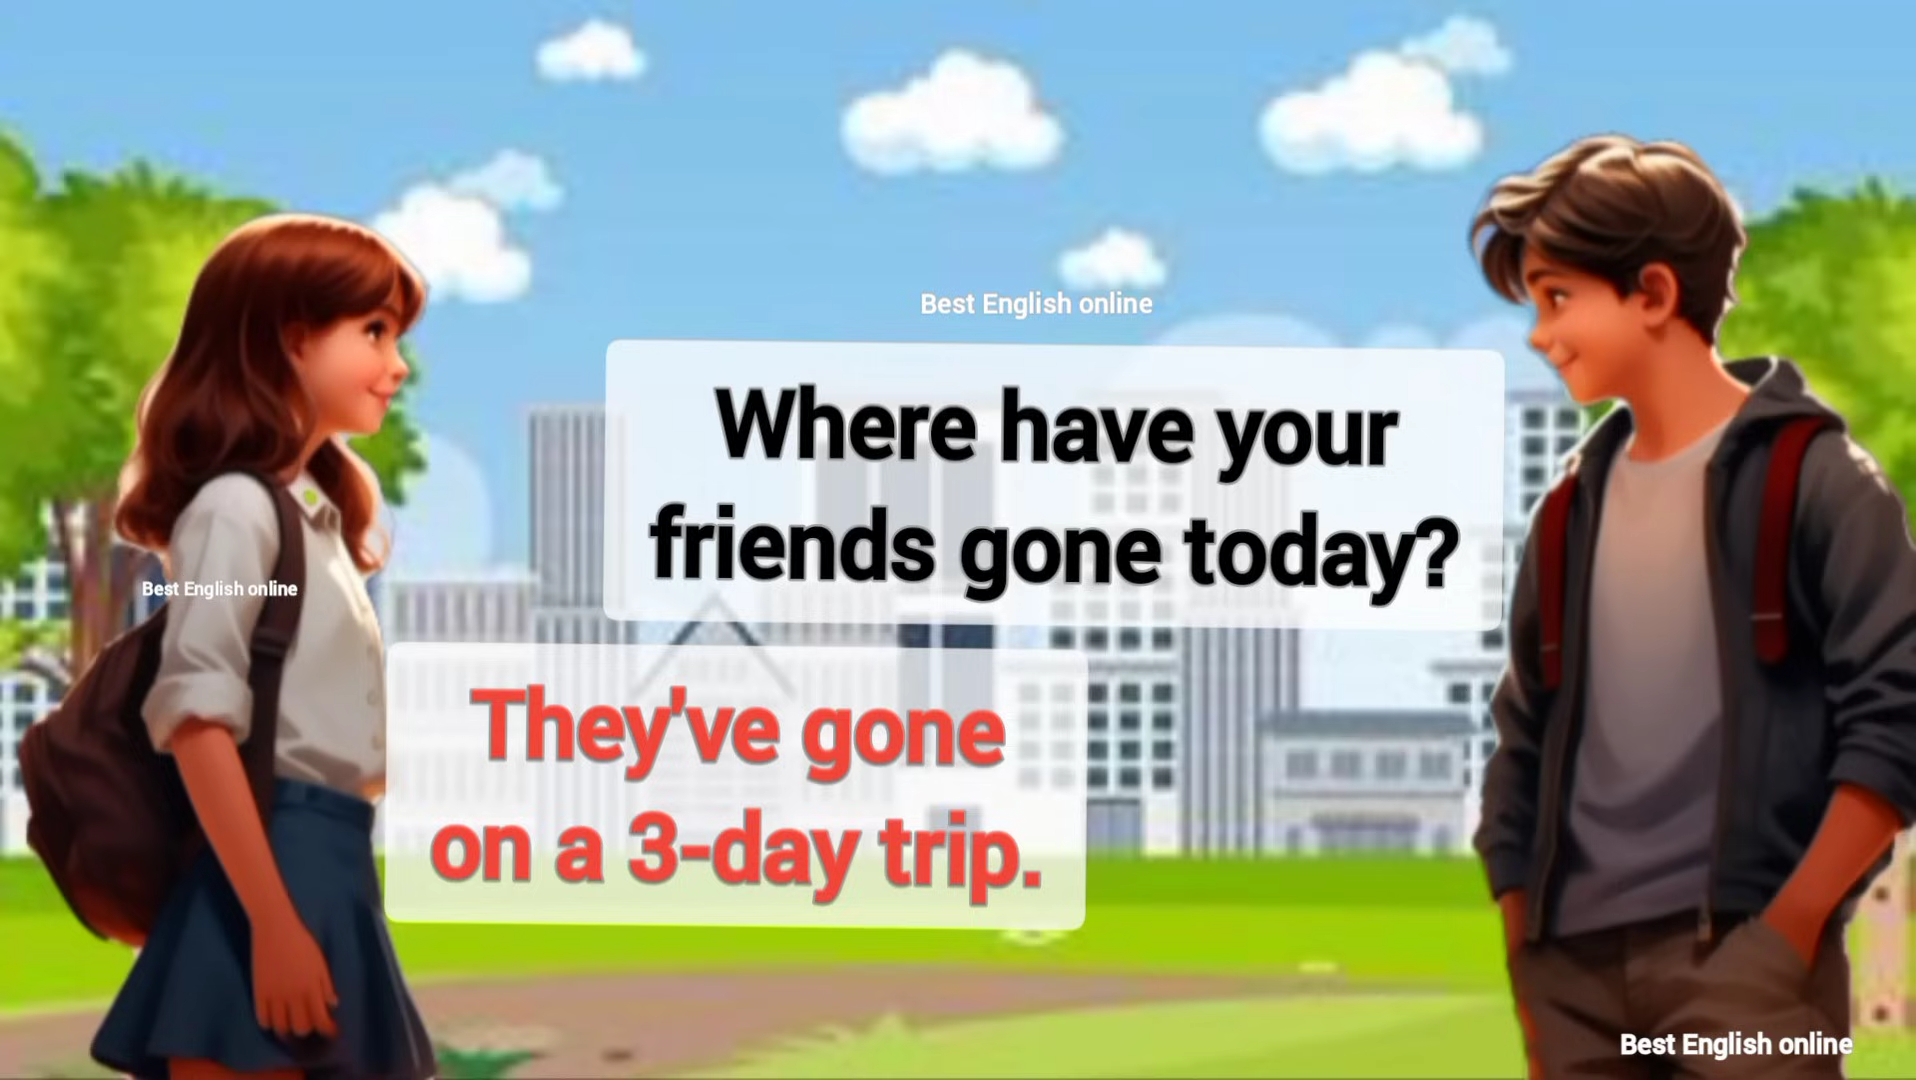 Best English online
Where have your
friends gone today?
Best English online
They've gone
on a 3-day trip.
Best English online